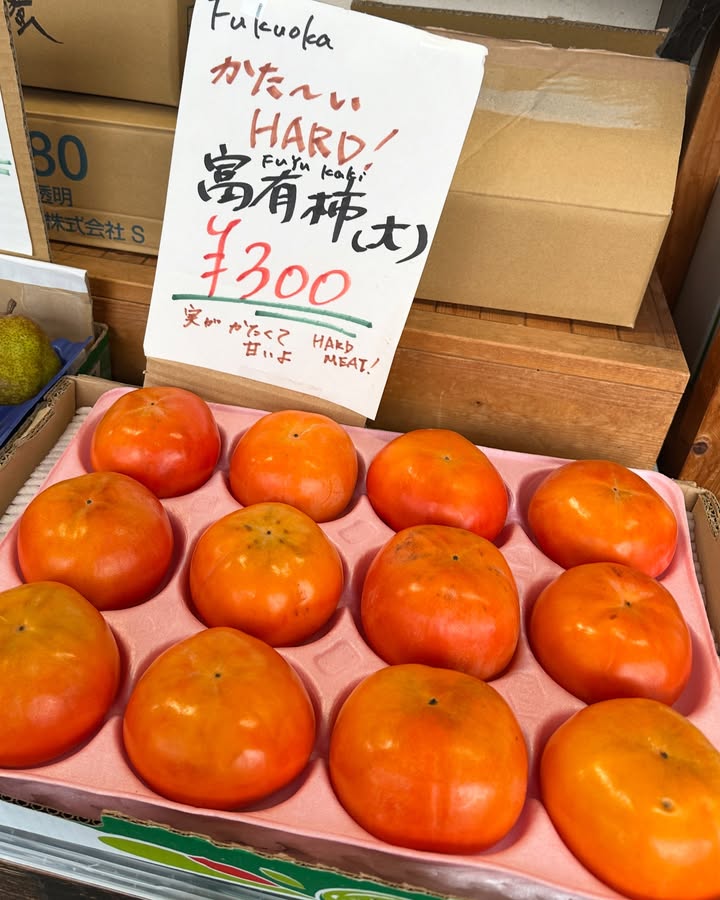 Fukuoka
かた〜い
HARD!
Fuyu kaki
富有柿(大)
¥300
実がかたくて
甘いよ
HARD
MEAT!
80
透明
株式会社 S